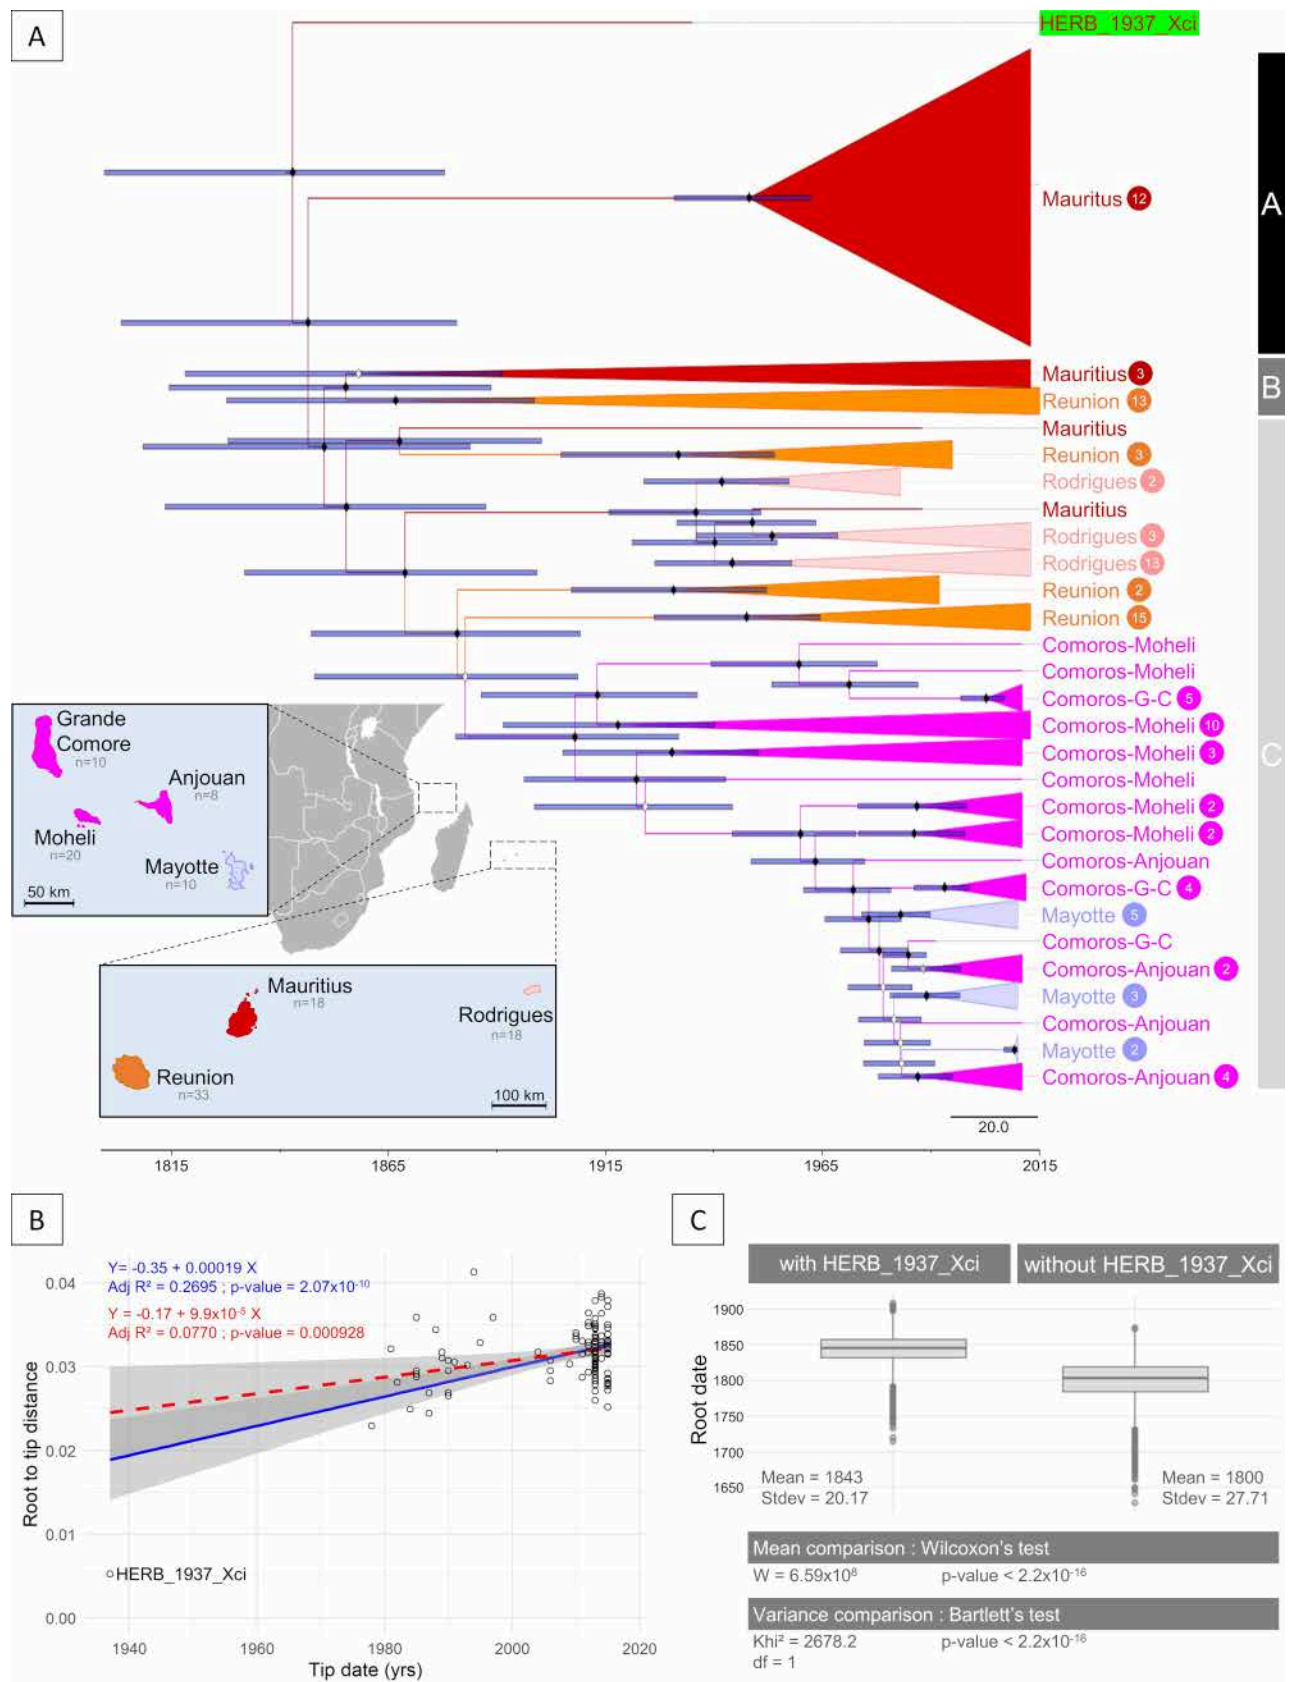 A
HERB_1937_Xci
Mauritus 12
A
Mauritius 3
Reunion 13
B
Mauritius
Reunion 3
Rodrigues 2
Mauritius
Rodrigues 3
Rodrigues 13
Reunion 2
Reunion 15
Comoros-Moheli
Comoros-Moheli
Comoros-G-C 5
Comoros-Moheli 10
Comoros-Moheli 3
Comoros-Moheli
Comoros-Moheli 2
Comoros-Moheli 2
Comoros-Anjouan
Comoros-G-C 4
Mayotte 5
Comoros-G-C
Comoros-Anjouan 2
Mayotte 3
Comoros-Anjouan
Mayotte 2
Comoros-Anjouan 4
C
Grande
Comore
n=10
Anjouan
n=8
Moheli
n=20
Mayotte
n=10
50 km
Mauritius
n=18
Rodrigues
n=18
Reunion
n=33
100 km
20.0
1815 1865 1915 1965 2015
B
Y= -0.35 + 0.00019 X
Adj R² = 0.2695 ; p-value = 2.07x10⁻¹⁰
Y = -0.17 + 9.9x10⁻⁵ X
Adj R² = 0.0770 ; p-value = 0.000928
Root to tip distance
0.04
0.03
0.02
0.01
0.00
HERB_1937_Xci
1940 1960 1980 2000 2020
Tip date (yrs)
C
with HERB_1937_Xci
without HERB_1937_Xci
Root date
1900
1850
1800
1750
1700
1650
Mean = 1843
Stdev = 20.17
Mean = 1800
Stdev = 27.71
Mean comparison : Wilcoxon's test
W = 6.59x10⁸ p-value < 2.2x10⁻¹⁶
Variance comparison : Bartlett's test
Khi² = 2678.2 p-value < 2.2x10⁻¹⁶
df = 1